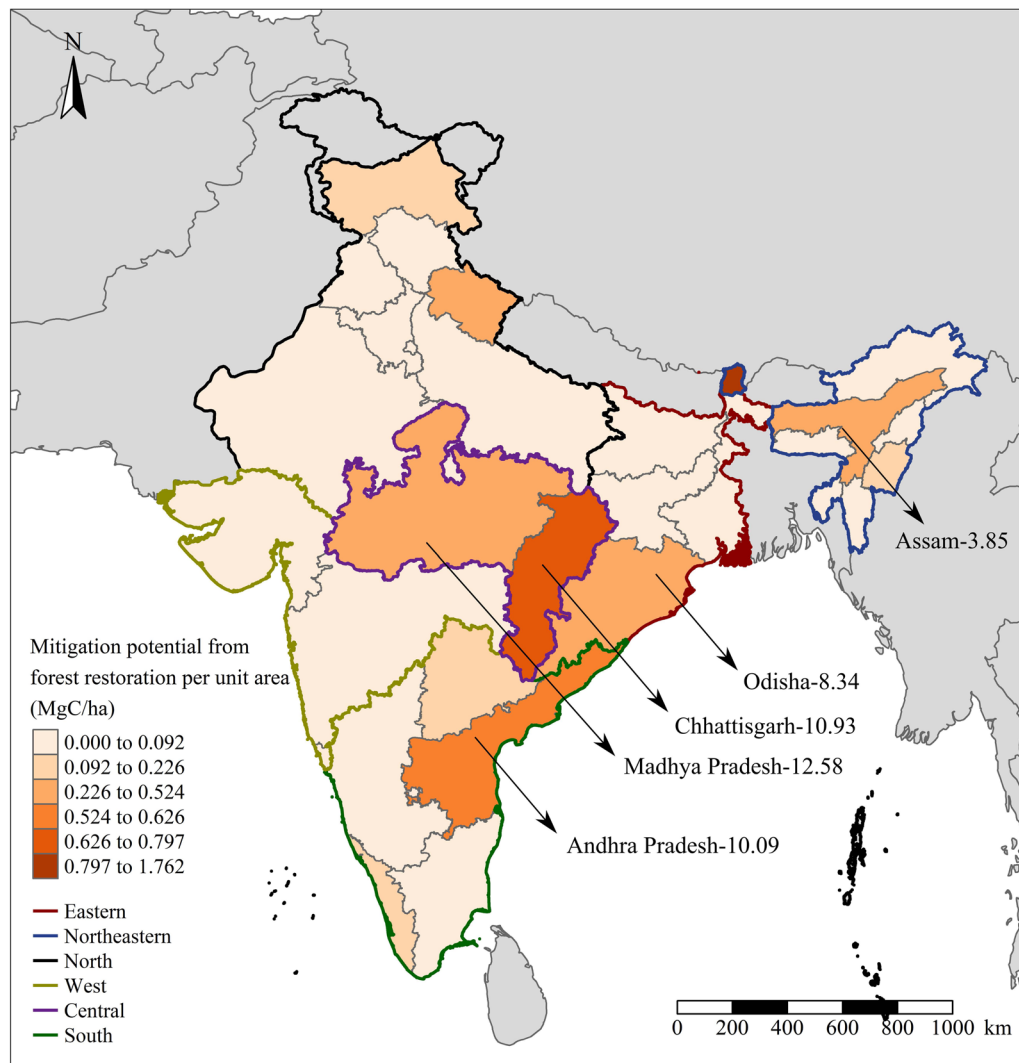 N
Assam-3.85
Odisha-8.34
Chhattisgarh-10.93
Madhya Pradesh-12.58
Andhra Pradesh-10.09
Mitigation potential from
forest restoration per unit area
(MgC/ha)
0.000 to 0.092
0.092 to 0.226
0.226 to 0.524
0.524 to 0.626
0.626 to 0.797
0.797 to 1.762
Eastern
Northeastern
North
West
Central
South
0 200 400 600 800 1000 km